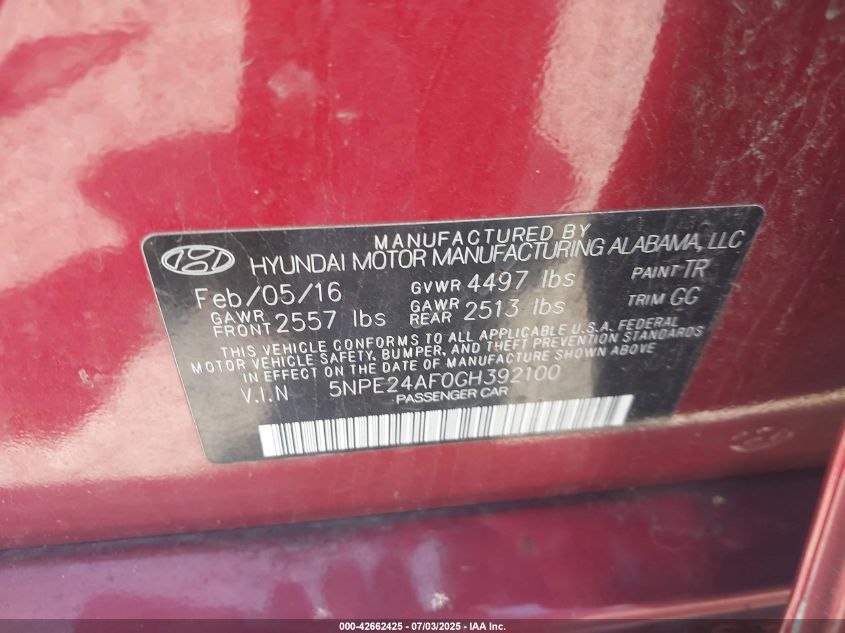 MANUFACTURED BY
HYUNDAI MOTOR MANUFACTURING ALABAMA, LLC
Feb/05/16 GVWR 4497 lbs PAINT TR
GAWR FRONT 2557 lbs GAWR REAR 2513 lbs TRIM GG
THIS VEHICLE CONFORMS TO ALL APPLICABLE U.S.A. FEDERAL
MOTOR VEHICLE SAFETY, BUMPER, AND THEFT PREVENTION STANDARDS
IN EFFECT ON THE DATE OF MANUFACTURE SHOWN ABOVE
V.I.N 5NPE24AF0GH392100
PASSENGER CAR
000-42662425 - 07/03/2025 - IAA Inc.